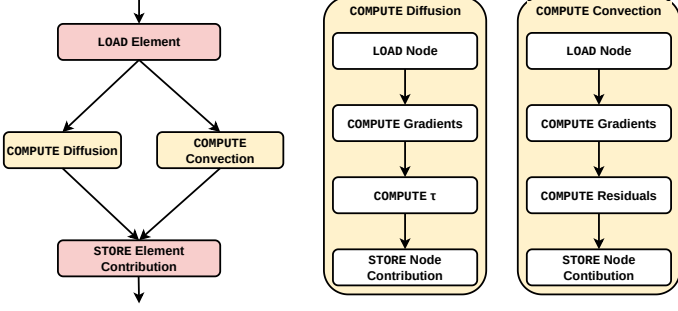 LOAD Element
COMPUTE Diffusion
COMPUTE
Convection
STORE Element
Contribution
COMPUTE Diffusion
LOAD Node
COMPUTE Gradients
COMPUTE τ
STORE Node
Contribution
COMPUTE Convection
LOAD Node
COMPUTE Gradients
COMPUTE Residuals
STORE Node
Contibution